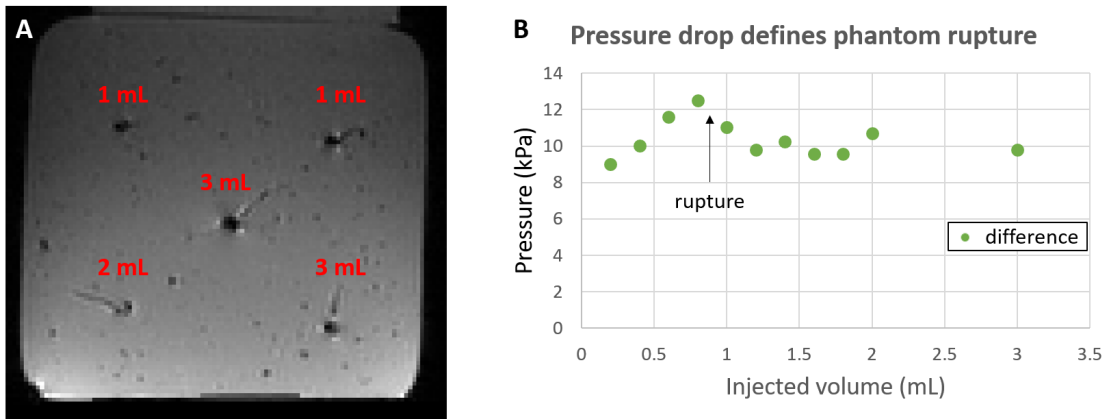 A
1 mL
1 mL
3 mL
2 mL
3 mL
B
Pressure drop defines phantom rupture
14
12
10
8
6
4
2
0
Pressure (kPa)
rupture
difference
0
0.5
1
1.5
2
2.5
3
3.5
Injected volume (mL)